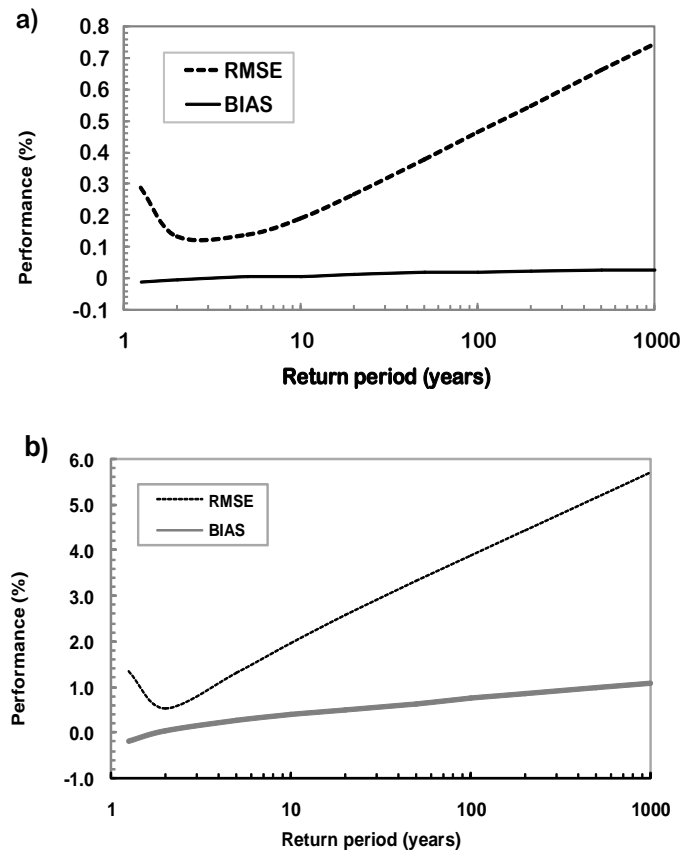 a)
0.8
0.7
0.6
0.5
0.4
0.3
0.2
0.1
0
-0.1
Performance (%)
RMSE
BIAS
1 10 100 1000
Return period (years)
b)
6.0
5.0
4.0
3.0
2.0
1.0
0.0
-1.0
Performance (%)
RMSE
BIAS
1 10 100 1000
Return period (years)